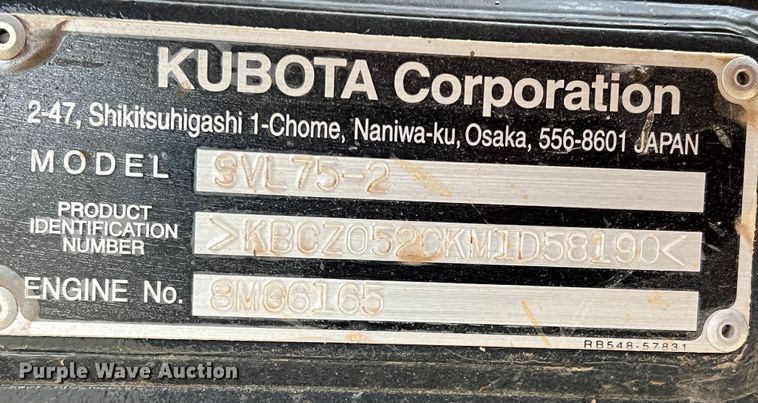 KUBOTA Corporation
2-47, Shikitsuhigashi 1-Chome, Naniwa-ku, Osaka, 556-8601 JAPAN
MODEL SVL75-2
PRODUCT IDENTIFICATION NUMBER >KBCZ052CKM1D58190<
ENGINE No. 8MG6165
RB548-57831
Purple Wave Auction